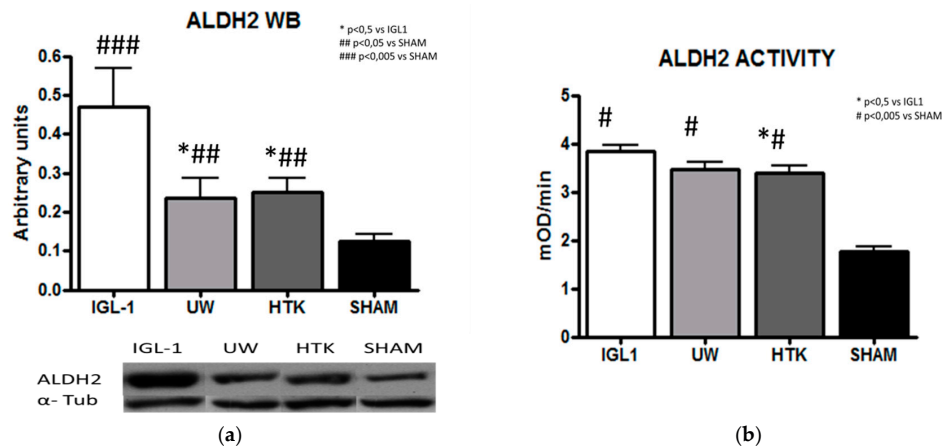 ALDH2 WB
* p<0,5 vs IGL1
## p<0,05 vs SHAM
### p<0,005 vs SHAM
Arbitrary units
0.6
0.5
0.4
0.3
0.2
0.1
0.0
###
*##
*##
IGL-1 UW HTK SHAM
IGL-1 UW HTK SHAM
ALDH2
α- Tub
(a)
ALDH2 ACTIVITY
* p<0,5 vs IGL1
# p<0,005 vs SHAM
mOD/min
5
4
3
2
1
0
#
#
*#
IGL1 UW HTK SHAM
(b)